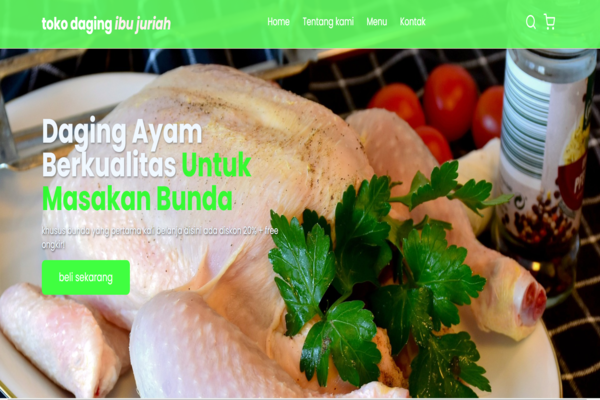 toko daging ibu juriah
Home Tentang kami Menu Kontak
Daging Ayam
Berkualitas Untuk
Masakan Bunda
khusus bunda yang pertama kali belanja disini ada diskon 20%+ free
ongkir!
beli sekarang